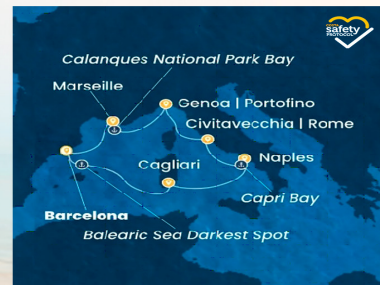 safety
PROTOCOL
Calanques National Park Bay
Marseille
Genoa | Portofino
Civitavecchia | Rome
Cagliari
Naples
Capri Bay
Barcelona
Balearic Sea Darkest Spot